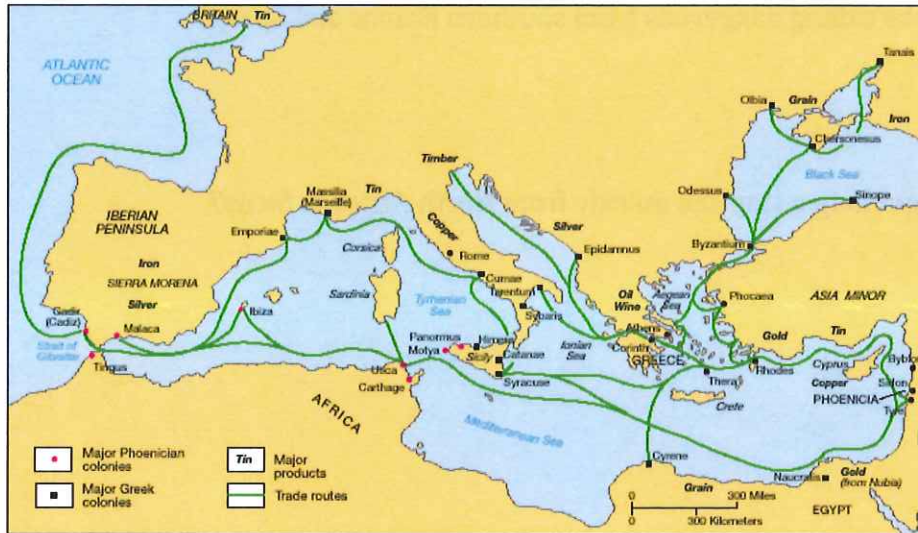 BRITAIN Tin
ATLANTIC
OCEAN
Tanais
Olbia
Grain
Iron
Chersonesus
Black Sea
Timber
Tin
Massilia
(Marseille)
IBERIAN
PENINSULA
Emporiae
Corsica
Copper
Rome
Silver
Epidamnus
Odessus
Sinope
Byzantium
Iron
SIERRA MORENA
Sardinia
Cumae
Tarentum
Oil
Wine
Aegean
Sea
Phocaea
ASIA MINOR
Silver
Gadir
(Cadiz)
Malaca
Ibiza
Tyrrhenian
Sea
Sybaris
Athens
Gold
Tin
Strait of
Gibraltar
Tingus
Panormus
Motya
Himera
Sicily
Catanae
Ionian
Sea
Corinth
GREECE
Rhodes
Cyprus
Byblos
Utica
Syracuse
Thera
Copper
Sidon
PHOENICIA
Carthage
Crete
Tyre
AFRICA
Mediterranean Sea
Cyrene
Naucratis
Gold
(from Nubia)
Grain
EGYPT
Major Phoenician
colonies
Tin
Major
products
Major Greek
colonies
Trade routes
0 300 Miles
0 300 Kilometers